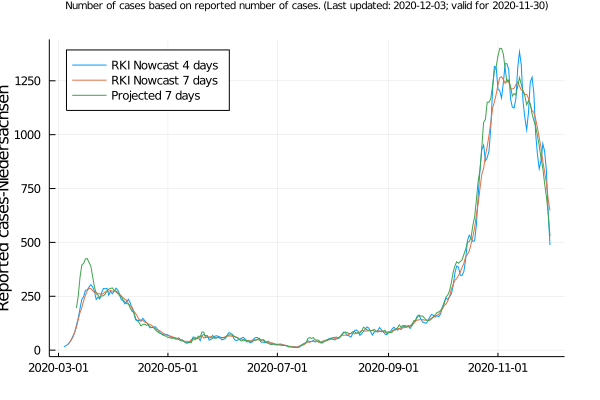 Number of cases based on reported number of cases. (Last updated: 2020-12-03; valid for 2020-11-30)
RKI Nowcast 4 days
RKI Nowcast 7 days
Projected 7 days
Reported cases-Niedersachsen
1250
1000
750
500
250
0
2020-03-01 2020-05-01 2020-07-01 2020-09-01 2020-11-01